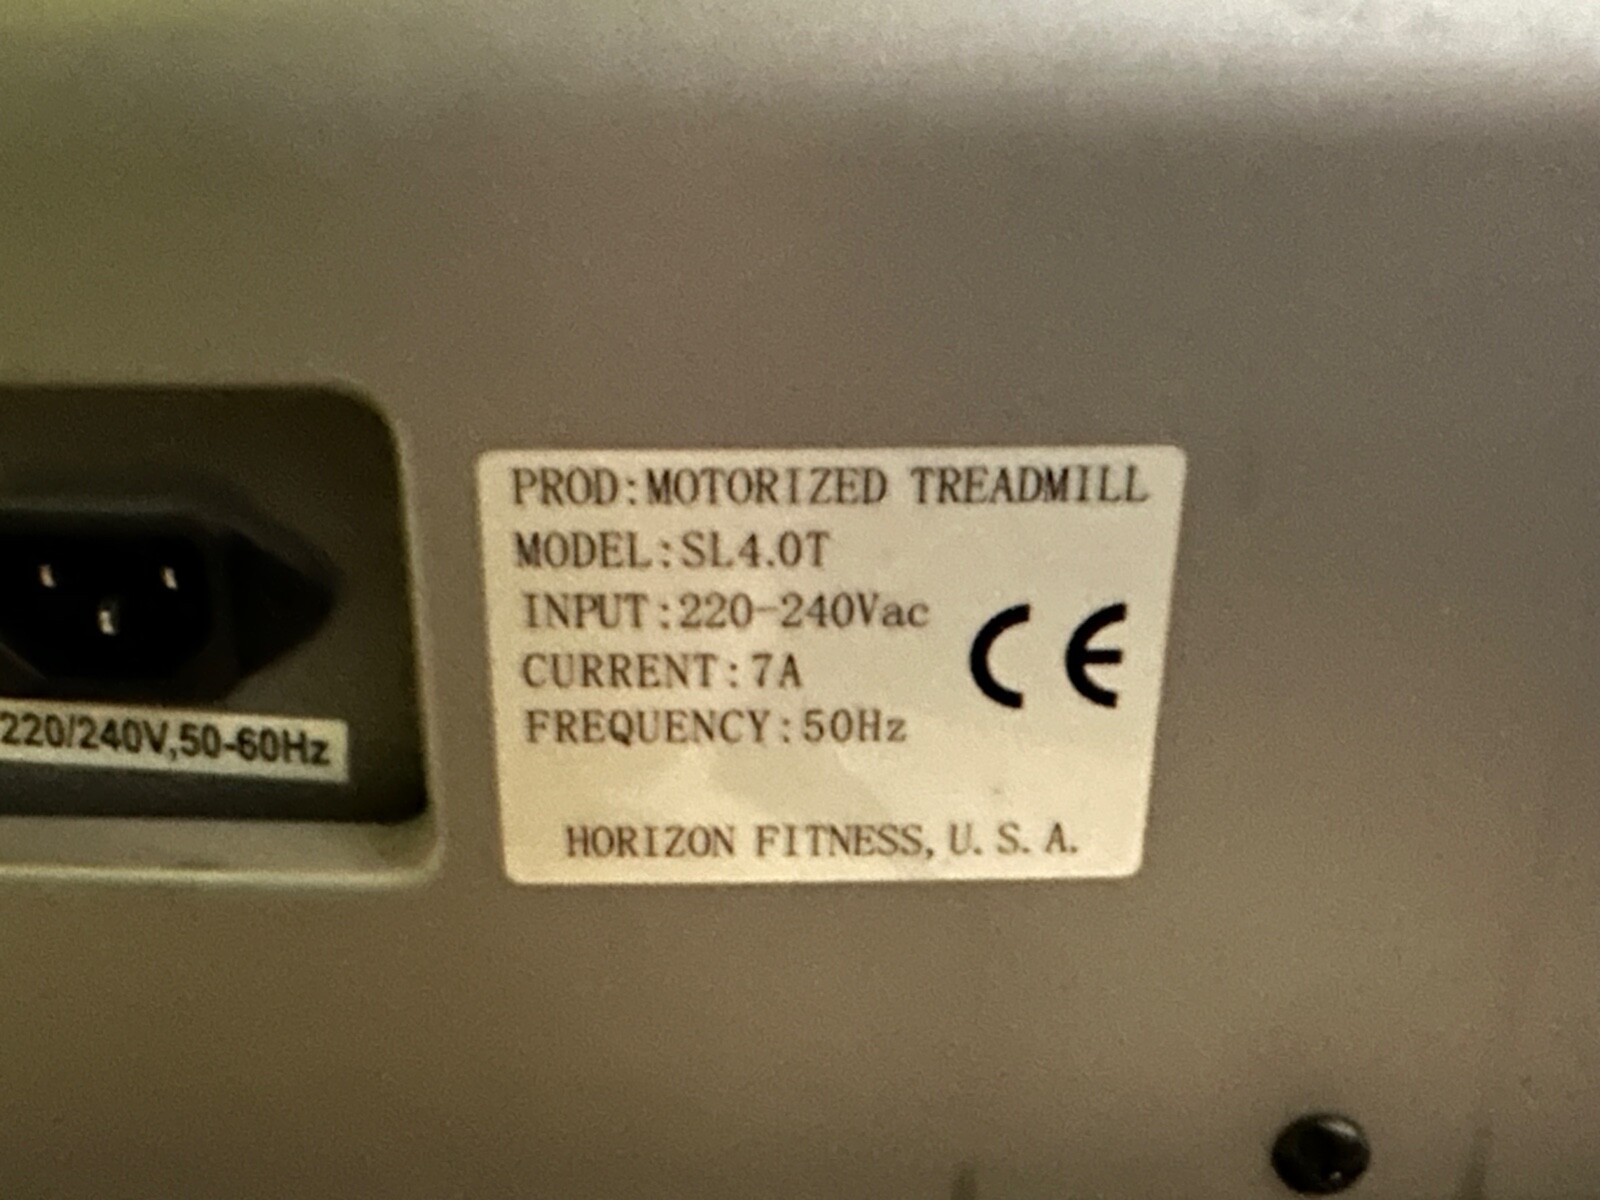 PROD:MOTORIZED TREADMILL
MODEL:SL4.0T
INPUT:220-240Vac
CURRENT:7A
FREQUENCY:50Hz
CE
HORIZON FITNESS, U. S. A.
220/240V,50-60Hz